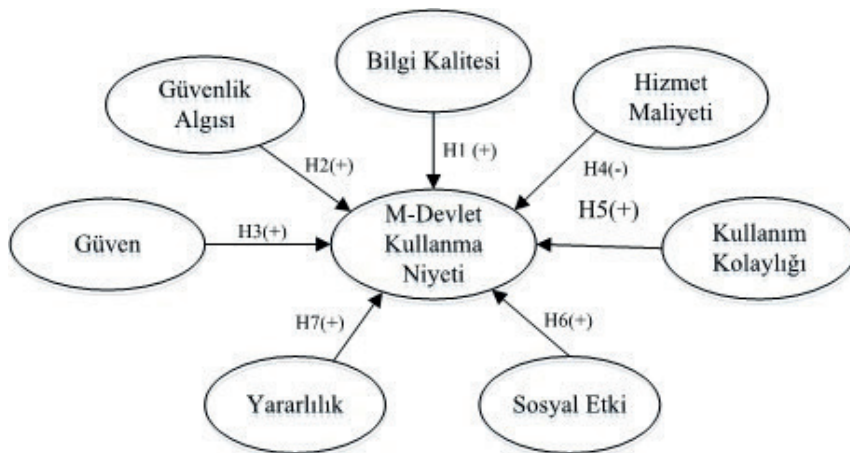 Bilgi Kalitesi
Güvenlik
Algısı
Hizmet
Maliyeti
H1 (+)
H2(+)
H4(-)
H5(+)
M-Devlet
Kullanma
Niyeti
Güven
H3(+)
Kullanım
Kolaylığı
H7(+)
H6(+)
Yararlılık
Sosyal Etki